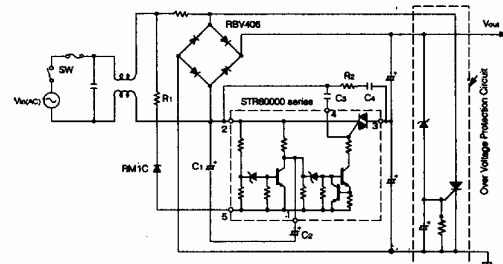 RBV406
Vout
SW
R2
C3
C4
R1
STR80000 series
Vin(AC)
2
4
3
RM1C
C1
5
1
C2
Over Voltage Protection Circuit